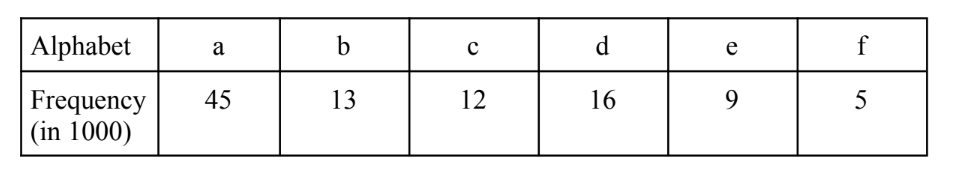 Alphabet a b c d e f
Frequency 45 13 12 16 9 5
(in 1000)